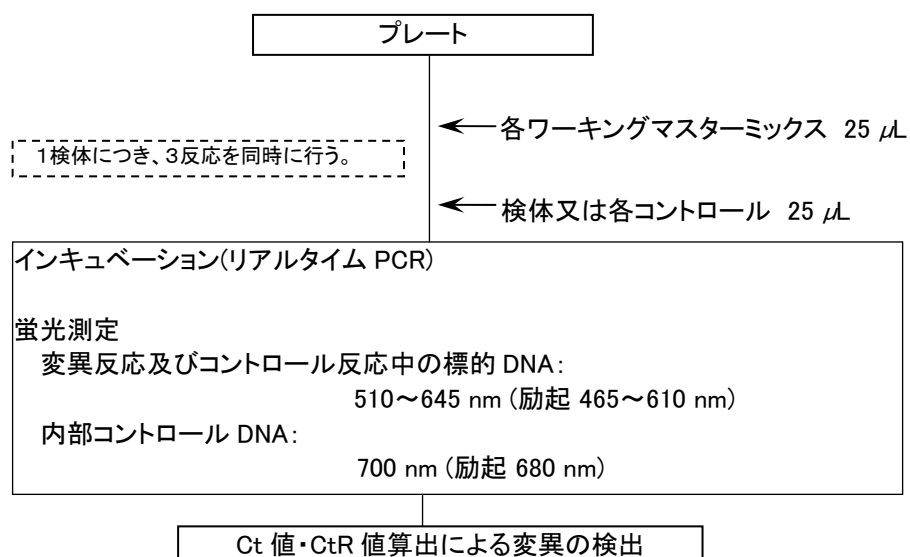 プレート
各ワーキングマスターミックス 25 μL
1検体につき、3反応を同時に行う。
検体又は各コントロール 25 μL
インキュベーション(リアルタイム PCR)
蛍光測定
変異反応及びコントロール反応中の標的 DNA:
510~645 nm (励起 465~610 nm)
内部コントロール DNA:
700 nm (励起 680 nm)
Ct 値・CtR 値算出による変異の検出